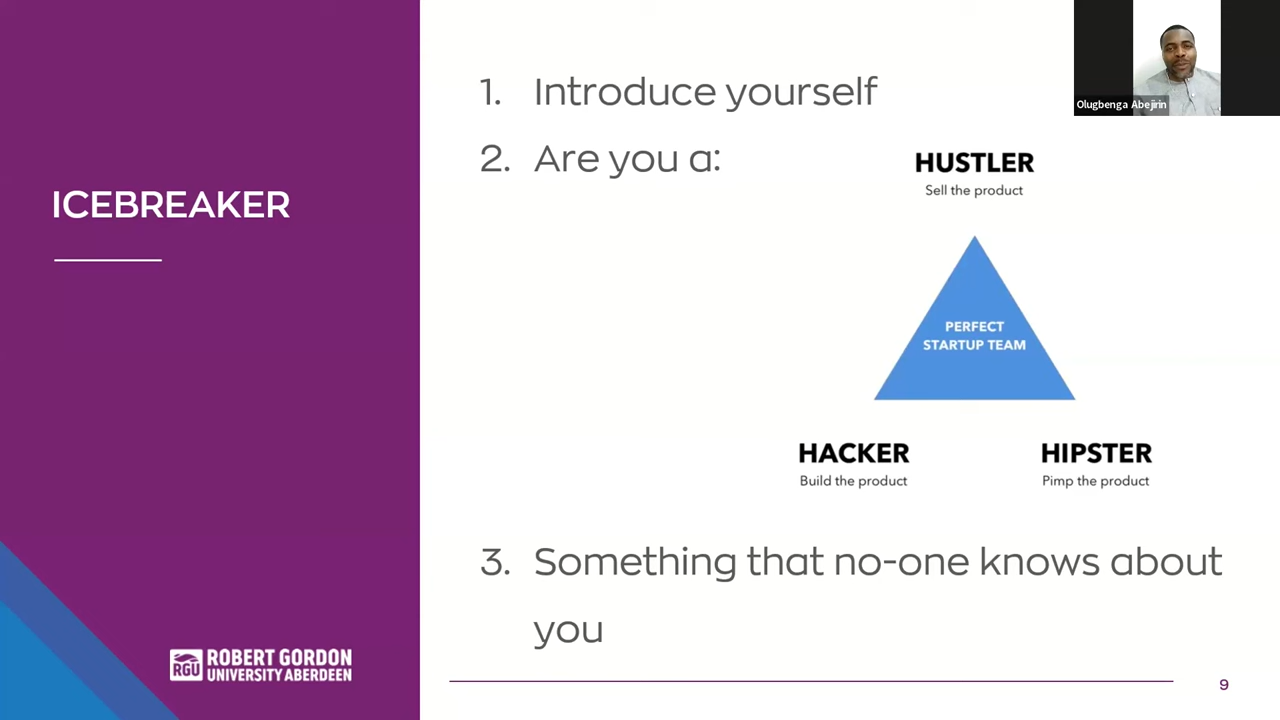 ICEBREAKER
1. Introduce yourself
2. Are you a:
HUSTLER
Sell the product
PERFECT
STARTUP TEAM
HACKER
Build the product
HIPSTER
Pimp the product
3. Something that no-one knows about
you
RGU
ROBERT GORDON
UNIVERSITY ABERDEEN
9
Olugbenga Abejirin